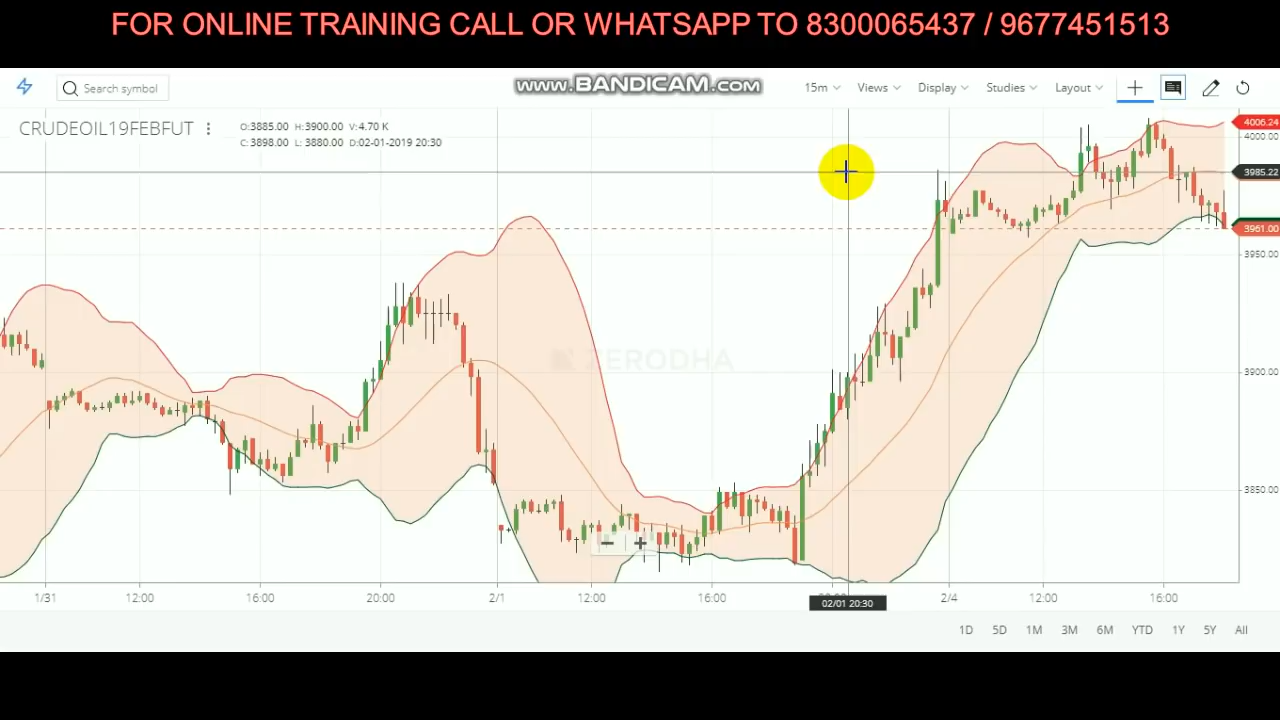 FOR ONLINE TRAINING CALL OR WHATSAPP TO 8300065437 / 9677451513
www.BANDICAM.com
Search symbol
15m Views Display Studies Layout
CRUDEOIL19FEBFUT
O:3885.00 H:3900.00 V:4.70 K
C:3898.00 L: 3880.00 D:02-01-2019 20:30
4006.24
4000.00
3985.22
3961.00
3950.00
ZERODHA
3900.00
3850.00
1/31 12:00 16:00 20:00 2/1 12:00 16:00 2/4 12:00 16:00
02/01 20:30
1D 5D 1M 3M 6M YTD 1Y 5Y All